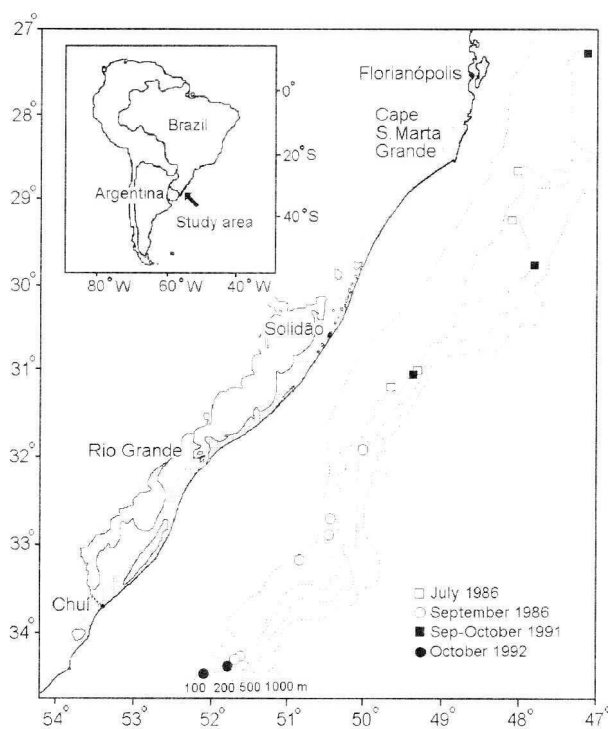 27°
28°
29°
30°
31°
32°
33°
34°
Florianópolis
Cape
S. Marta
Grande
Brazil
Argentina
Study area
0°
20°S
40°S
80°W 60°W 40°W
Solidão
Rio Grande
Chuí
□ July 1986
○ September 1986
■ Sep-October 1991
● October 1992
100 200 500 1000 m
54° 53° 52° 51° 50° 49° 48° 47°